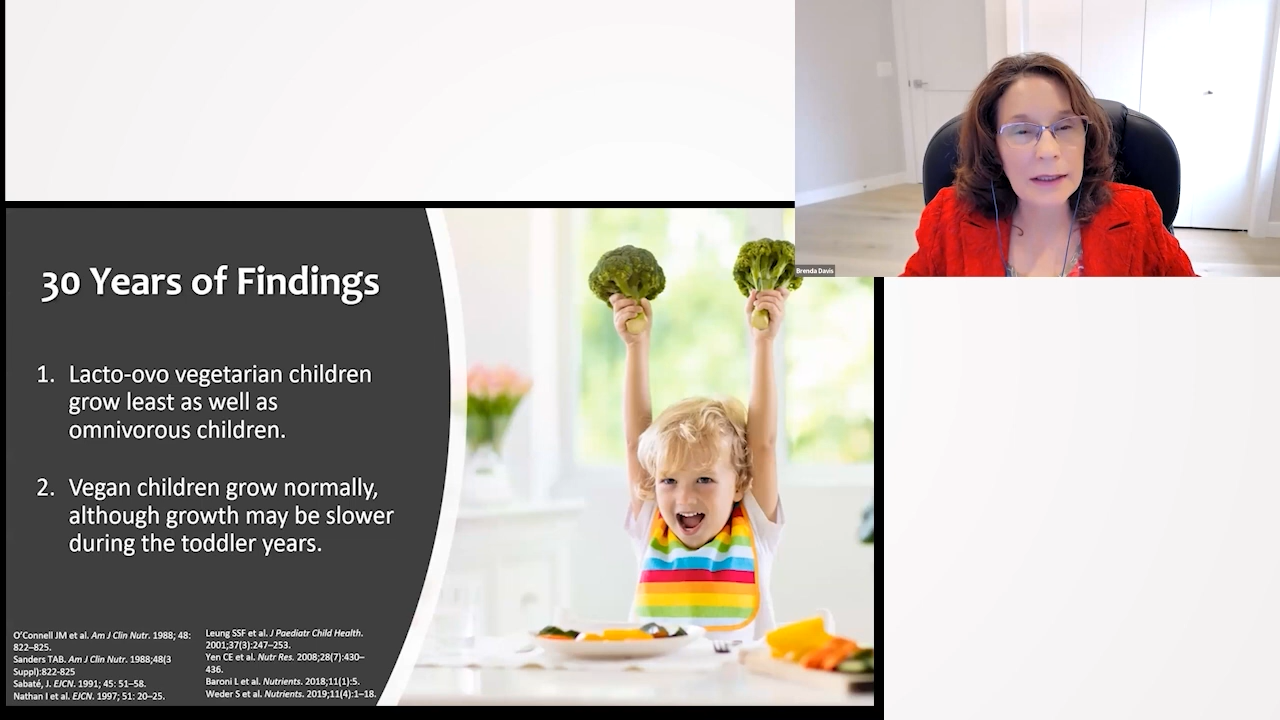 Brenda Davis
30 Years of Findings
1. Lacto-ovo vegetarian children
grow least as well as
omnivorous children.
2. Vegan children grow normally,
although growth may be slower
during the toddler years.
O'Connell JM et al. Am J Clin Nutr. 1988; 48:
822–825.
Sanders TAB. Am J Clin Nutr. 1988;48(3
Suppl):822-825
Sabaté, J. EJCN. 1991; 45: 51–58.
Nathan I et al. EJCN. 1997; 51: 20–25.
Leung SSF et al. J Paediatr Child Health.
2001;37(3):247–253.
Yen CE et al. Nutr Res. 2008;28(7):430–
436.
Baroni L et al. Nutrients. 2018;11(1):5.
Weder S et al. Nutrients. 2019;11(4):1–18.